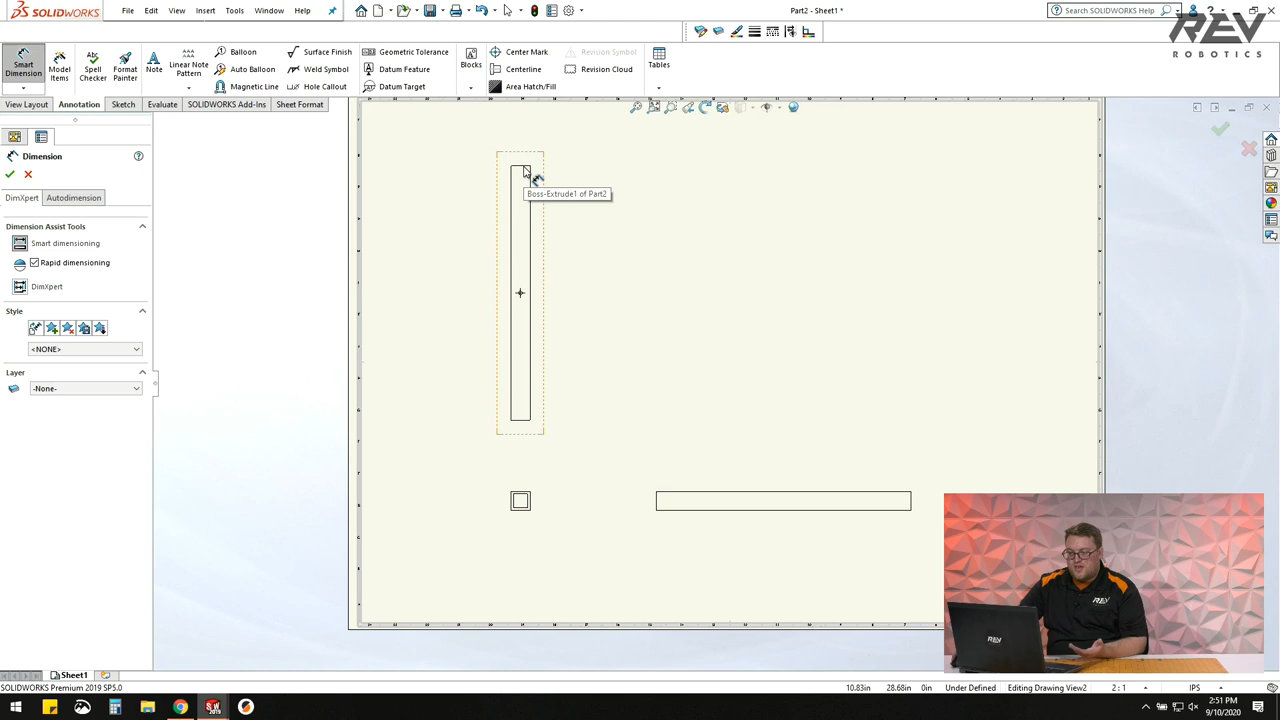 SOLIDWORKS File Edit View Insert Tools Window Help Part2 - Sheet1 * Search SOLIDWORKS Help ?
REV
ROBOTICS
Smart Dimension
Model Items
Spell Checker
Format Painter
Note
Linear Note Pattern
Balloon
Auto Balloon
Magnetic Line
Surface Finish
Weld Symbol
Hole Callout
Geometric Tolerance
Datum Feature
Datum Target
Blocks
Center Mark
Centerline
Area Hatch/Fill
Revision Symbol
Revision Cloud
Tables
View Layout Annotation Sketch Evaluate SOLIDWORKS Add-Ins Sheet Format
Dimension
DimXpert Autodimension
Dimension Assist Tools
Smart dimensioning
Rapid dimensioning
DimXpert
Style
<NONE>
Layer
-None-
Boss-Extrude1 of Part2
REV
REV
Sheet1
SOLIDWORKS Premium 2019 SP5.0 10.83in 28.68in 0in Under Defined Editing Drawing View2 2 : 1 IPS
2:51 PM
9/10/2020